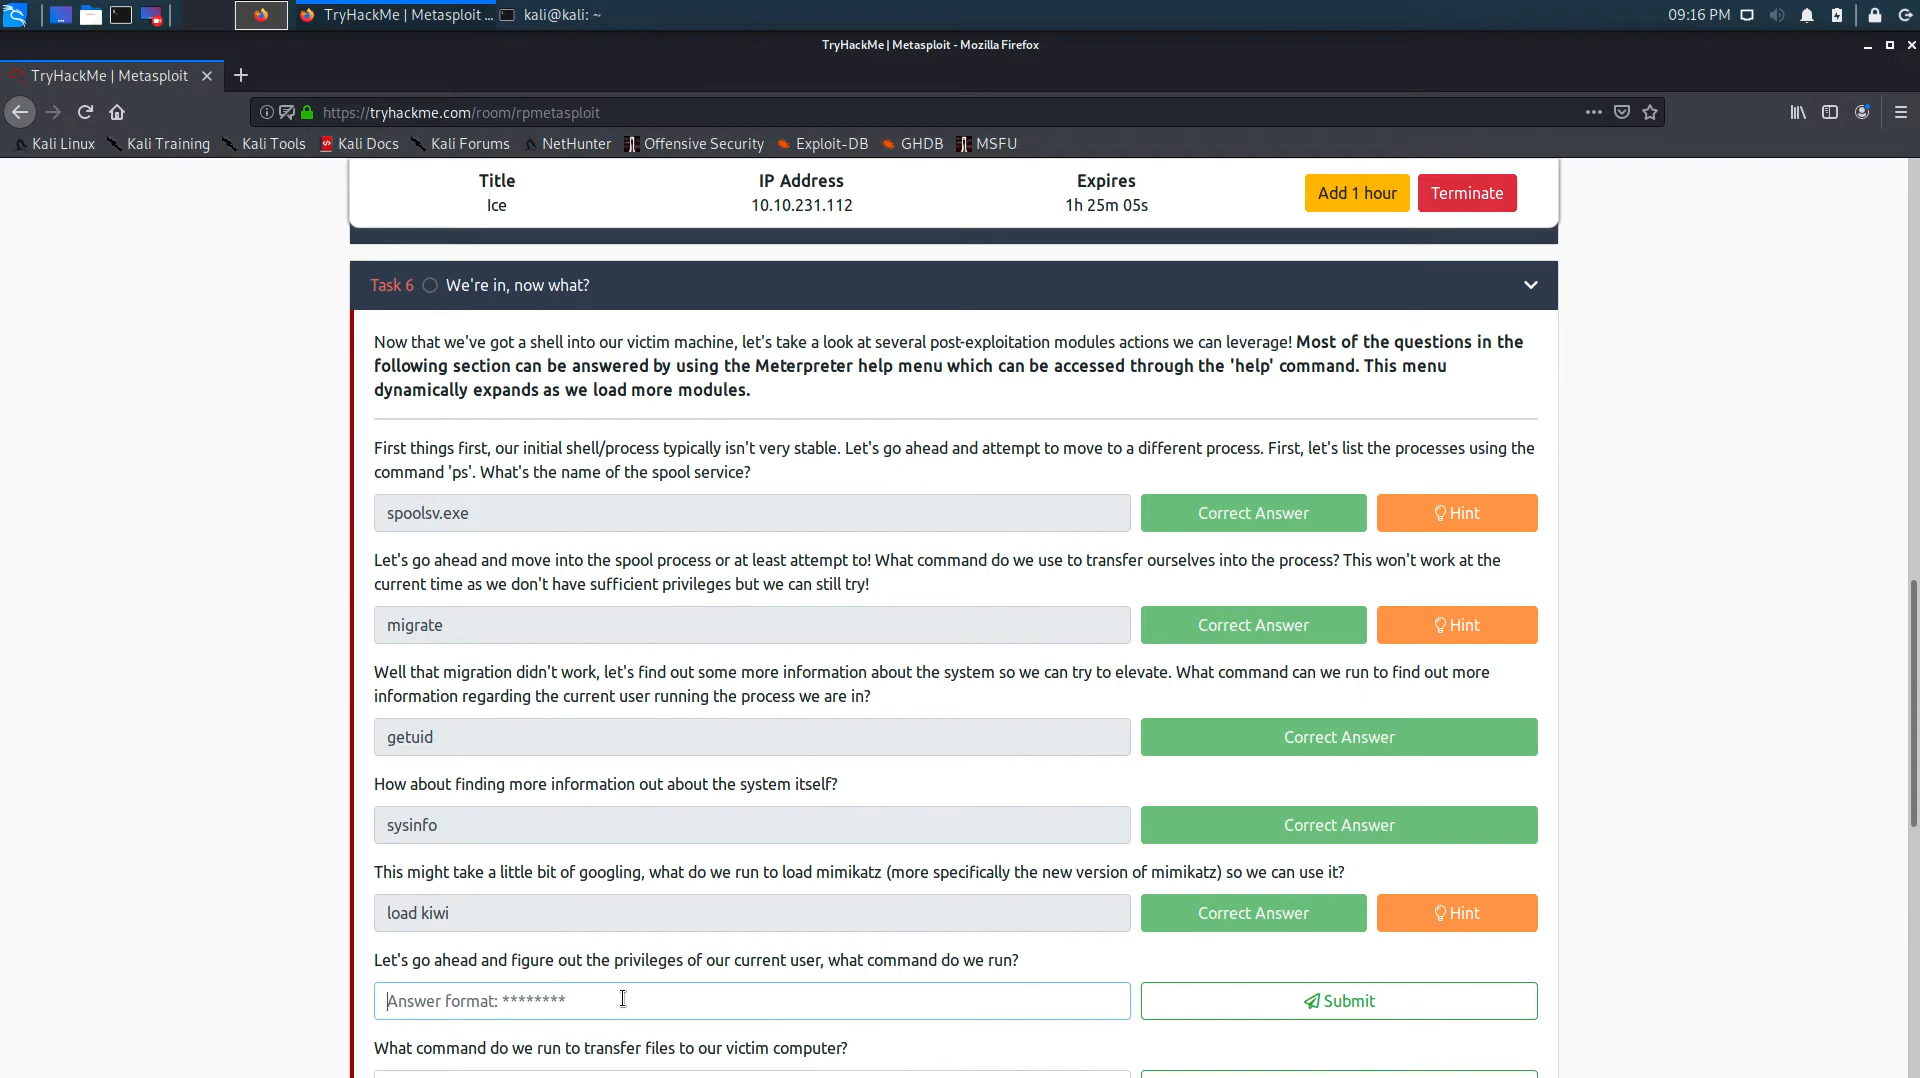 TryHackMe | Metasploit ...
kali@kali: ~
09:16 PM
TryHackMe | Metasploit - Mozilla Firefox
TryHackMe | Metasploit
https://tryhackme.com/room/rpmetasploit
Kali Linux Kali Training Kali Tools Kali Docs Kali Forums NetHunter Offensive Security Exploit-DB GHDB MSFU
Title IP Address Expires
Ice 10.10.231.112 1h 25m 05s
Add 1 hour Terminate
Task 6 We're in, now what?
Now that we've got a shell into our victim machine, let's take a look at several post-exploitation modules actions we can leverage! Most of the questions in the
following section can be answered by using the Meterpreter help menu which can be accessed through the 'help' command. This menu
dynamically expands as we load more modules.
First things first, our initial shell/process typically isn't very stable. Let's go ahead and attempt to move to a different process. First, let's list the processes using the
command 'ps'. What's the name of the spool service?
spoolsv.exe Correct Answer Hint
Let's go ahead and move into the spool process or at least attempt to! What command do we use to transfer ourselves into the process? This won't work at the
current time as we don't have sufficient privileges but we can still try!
migrate Correct Answer Hint
Well that migration didn't work, let's find out some more information about the system so we can try to elevate. What command can we run to find out more
information regarding the current user running the process we are in?
getuid Correct Answer
How about finding more information out about the system itself?
sysinfo Correct Answer
This might take a little bit of googling, what do we run to load mimikatz (more specifically the new version of mimikatz) so we can use it?
load kiwi Correct Answer Hint
Let's go ahead and figure out the privileges of our current user, what command do we run?
Answer format: ******** Submit
What command do we run to transfer files to our victim computer?